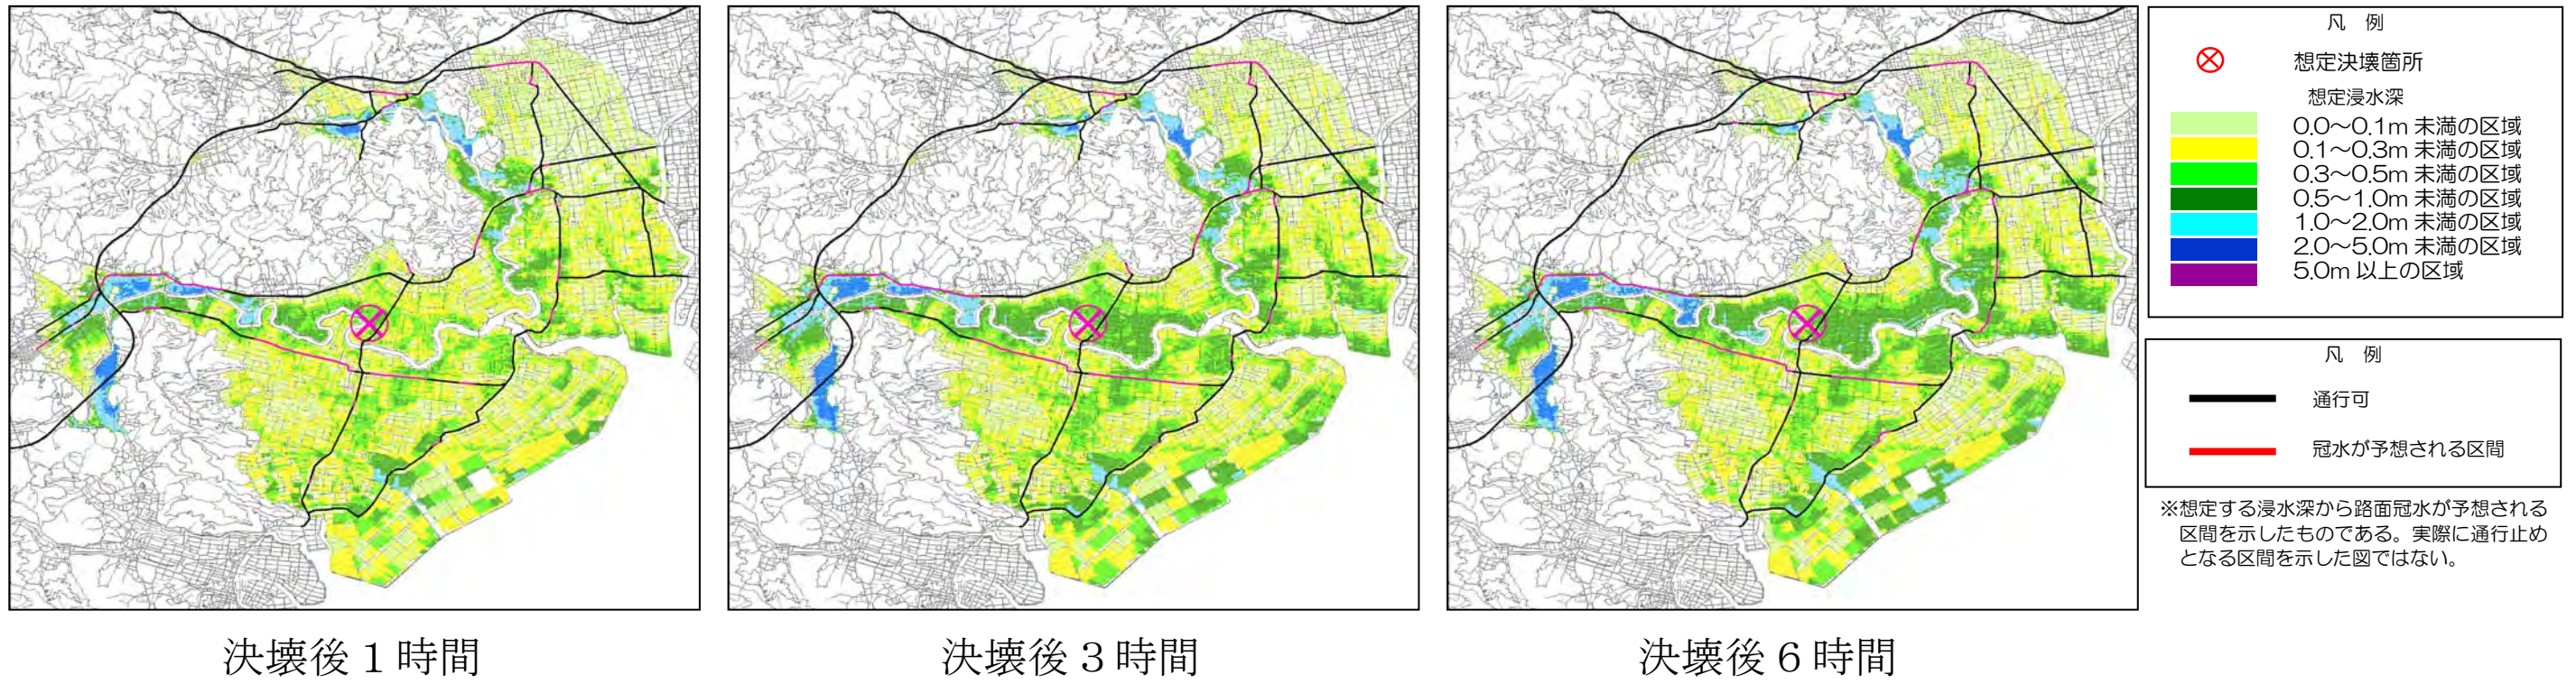 凡 例
想定決壊箇所
想定浸水深
0.0～0.1m 未満の区域
0.1～0.3m 未満の区域
0.3～0.5m 未満の区域
0.5～1.0m 未満の区域
1.0～2.0m 未満の区域
2.0～5.0m 未満の区域
5.0m 以上の区域
凡 例
通行可
冠水が予想される区間
※想定する浸水深から路面冠水が予想される
区間を示したものである。実際に通行止め
となる区間を示した図ではない。
決壊後１時間
決壊後３時間
決壊後６時間